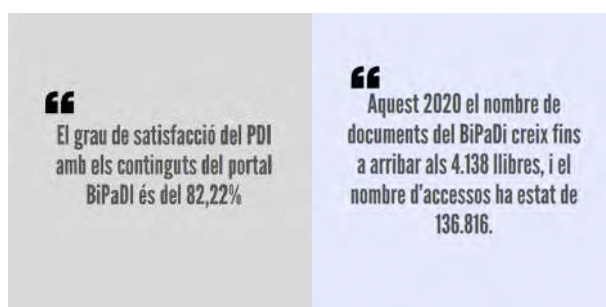 “
El grau de satisfacció del PDI
amb els continguts del portal
BiPaDI és del 82,22%
“
Aquest 2020 el nombre de
documents del BiPaDi creix fins
a arribar als 4.138 llibres, i el
nombre d'accessos ha estat de
136.816.